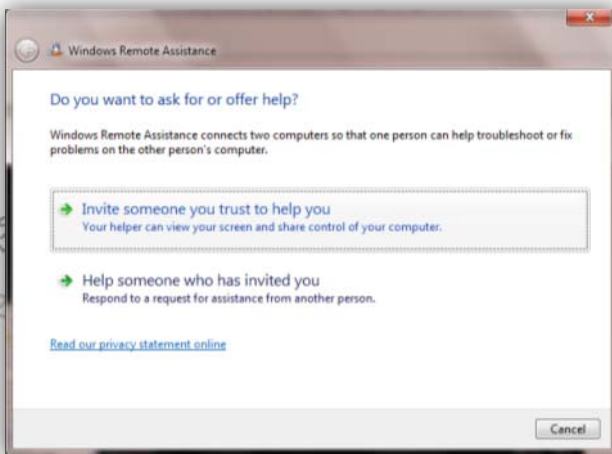 Windows Remote Assistance
Do you want to ask for or offer help?
Windows Remote Assistance connects two computers so that one person can help troubleshoot or fix
problems on the other person's computer.
Invite someone you trust to help you
Your helper can view your screen and share control of your computer.
Help someone who has invited you
Respond to a request for assistance from another person.
Read our privacy statement online
Cancel